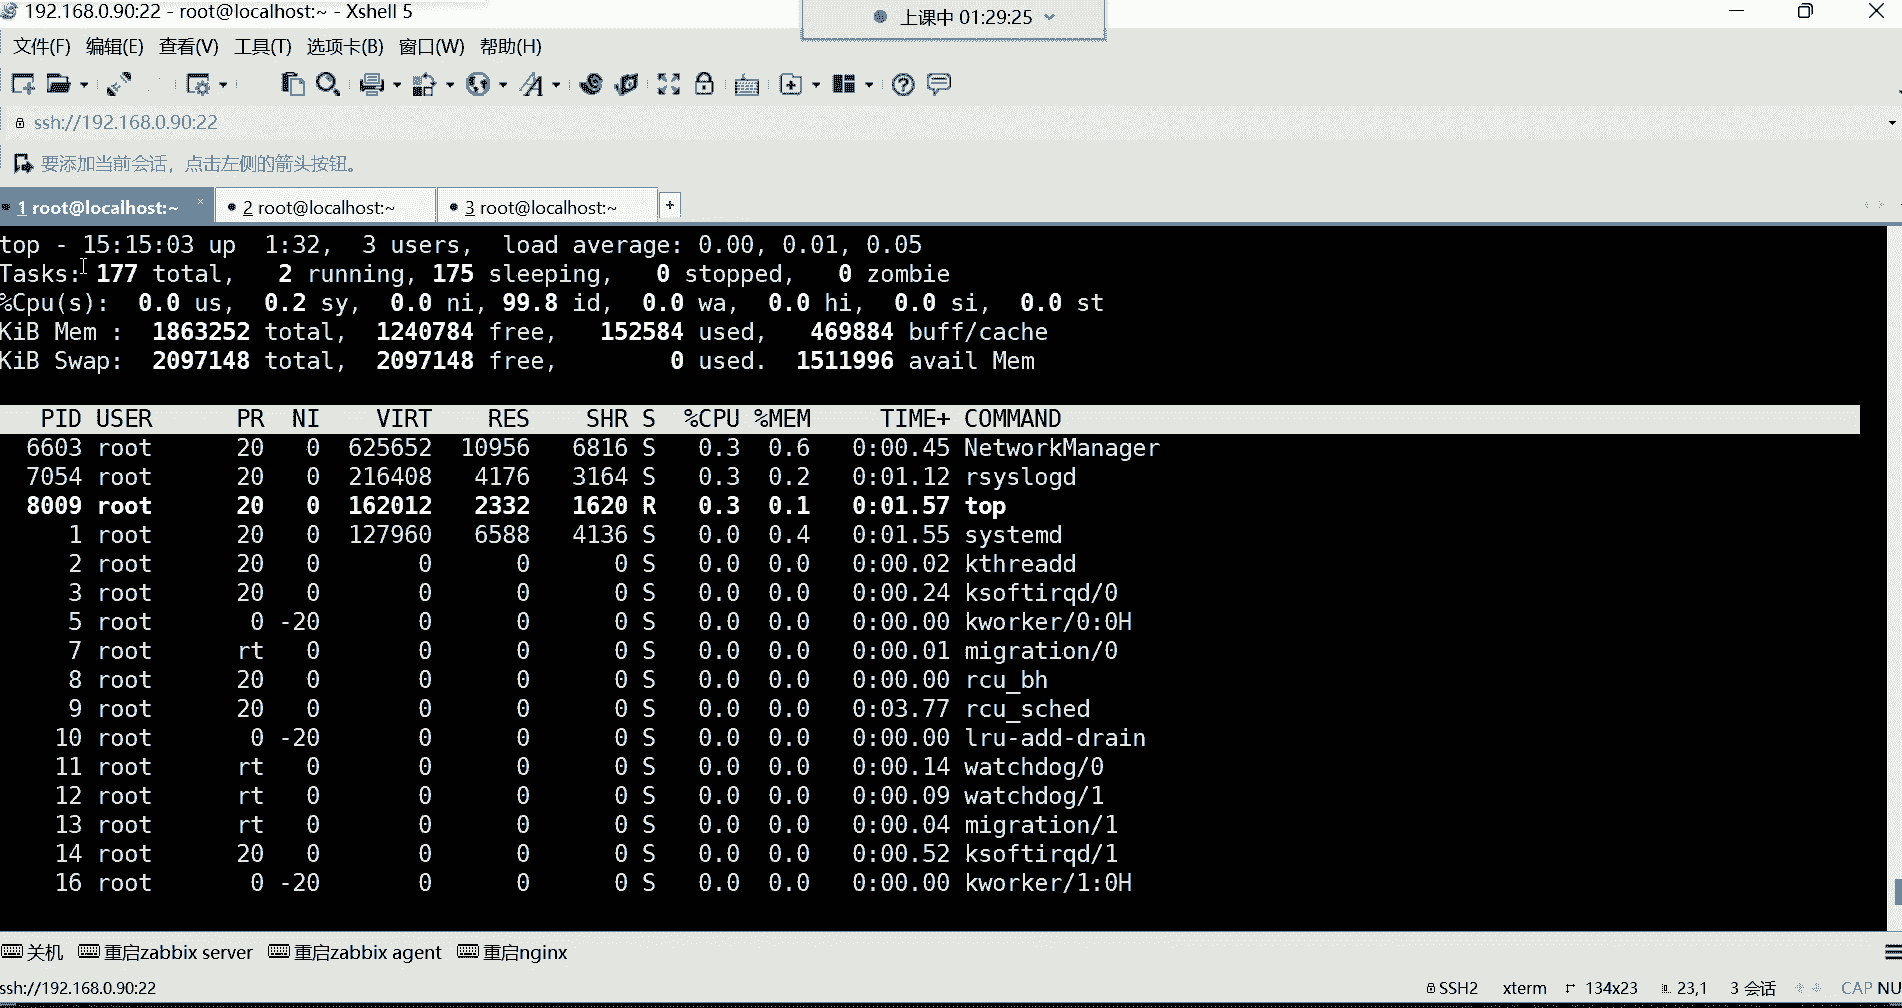 192.168.0.90:22 - root@localhost:~ - Xshell 5
上课中 01:29:25
文件(F) 编辑(E) 查看(V) 工具(T) 选项卡(B) 窗口(W) 帮助(H)
ssh://192.168.0.90:22
要添加当前会话，点击左侧的箭头按钮。
1 root@localhost:~ × 2 root@localhost:~ 3 root@localhost:~ +
top - 15:15:03 up  1:32,  3 users,  load average: 0.00, 0.01, 0.05
Tasks: 177 total,   2 running, 175 sleeping,   0 stopped,   0 zombie
%Cpu(s):  0.0 us,  0.2 sy,  0.0 ni, 99.8 id,  0.0 wa,  0.0 hi,  0.0 si,  0.0 st
KiB Mem :  1863252 total,  1240784 free,   152584 used,   469884 buff/cache
KiB Swap:  2097148 total,  2097148 free,        0 used.  1511996 avail Mem
PID USER      PR  NI    VIRT    RES    SHR S  %CPU %MEM     TIME+ COMMAND
6603 root      20   0  625652  10956   6816 S   0.3  0.6   0:00.45 NetworkManager
7054 root      20   0  216408   4176   3164 S   0.3  0.2   0:01.12 rsyslogd
8009 root      20   0  162012   2332   1620 R   0.3  0.1   0:01.57 top
1 root      20   0  127960   6588   4136 S   0.0  0.4   0:01.55 systemd
2 root      20   0       0      0      0 S   0.0  0.0   0:00.02 kthreadd
3 root      20   0       0      0      0 S   0.0  0.0   0:00.24 ksoftirqd/0
5 root       0 -20       0      0      0 S   0.0  0.0   0:00.00 kworker/0:0H
7 root      rt   0       0      0      0 S   0.0  0.0   0:00.01 migration/0
8 root      20   0       0      0      0 S   0.0  0.0   0:00.00 rcu_bh
9 root      20   0       0      0      0 S   0.0  0.0   0:03.77 rcu_sched
10 root       0 -20       0      0      0 S   0.0  0.0   0:00.00 lru-add-drain
11 root      rt   0       0      0      0 S   0.0  0.0   0:00.14 watchdog/0
12 root      rt   0       0      0      0 S   0.0  0.0   0:00.09 watchdog/1
13 root      rt   0       0      0      0 S   0.0  0.0   0:00.04 migration/1
14 root      20   0       0      0      0 S   0.0  0.0   0:00.52 ksoftirqd/1
16 root       0 -20       0      0      0 S   0.0  0.0   0:00.00 kworker/1:0H
关机 重启zabbix server 重启zabbix agent 重启nginx
ssh://192.168.0.90:22 SSH2 xterm 134x23 23,1 3 会话 CAP NU